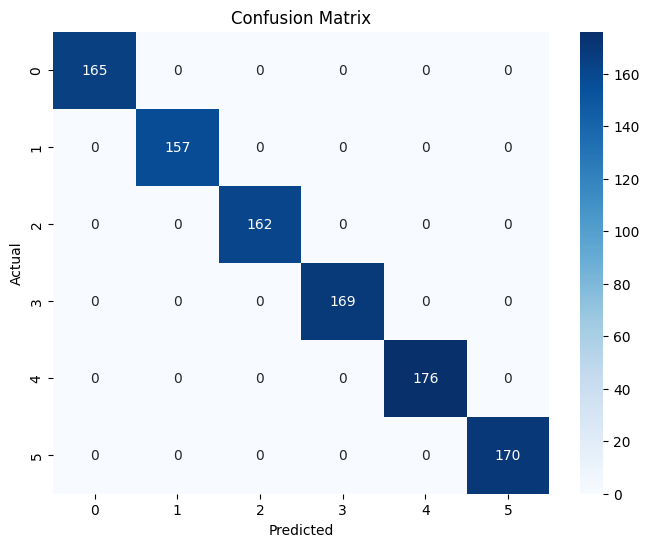 Confusion Matrix
Actual
0 165 0 0 0 0 0
1 0 157 0 0 0 0
2 0 0 162 0 0 0
3 0 0 0 169 0 0
4 0 0 0 0 176 0
5 0 0 0 0 0 170
0 1 2 3 4 5
Predicted
160
140
120
100
80
60
40
20
0